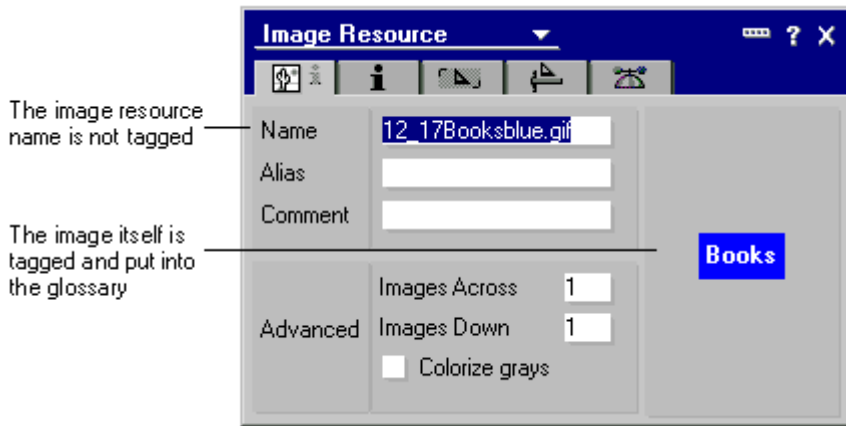 Image Resource
?
X
i
i
The image resource
name is not tagged
Name
12_17Booksblue.gif
Alias
Comment
The image itself is
tagged and put into
the glossary
Books
Advanced
Images Across
1
Images Down
1
Colorize grays